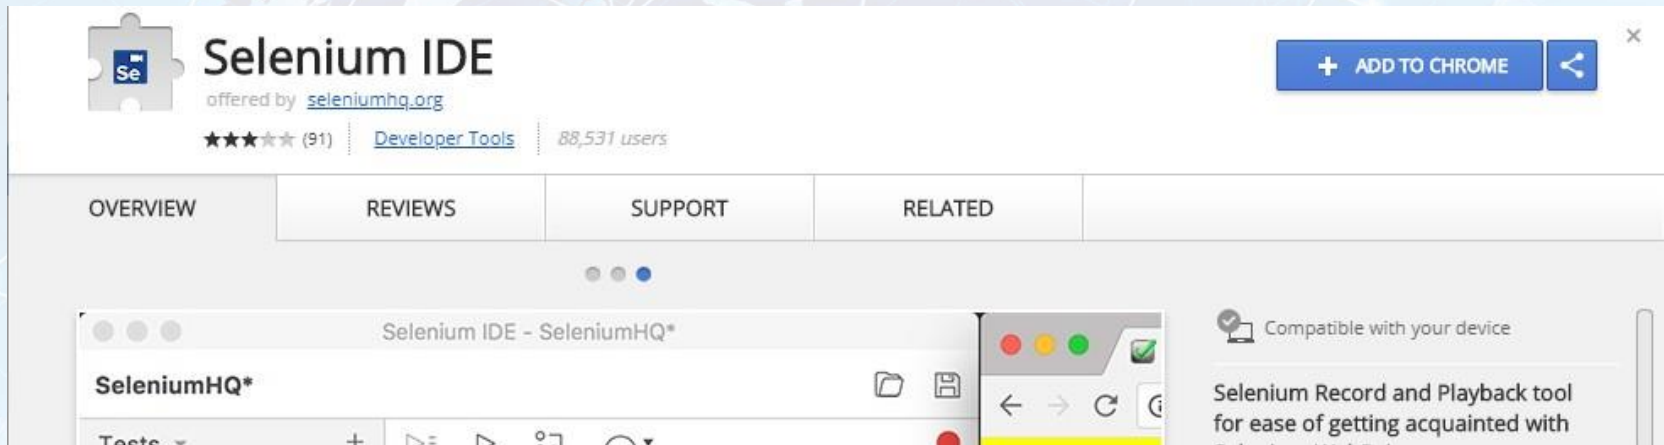 Se
Selenium IDE
offered by seleniumhq.org
(91) Developer Tools 88,531 users
+ ADD TO CHROME
OVERVIEW REVIEWS SUPPORT RELATED
Selenium IDE - SeleniumHQ*
SeleniumHQ*
Tests
Compatible with your device
Selenium Record and Playback tool
for ease of getting acquainted with